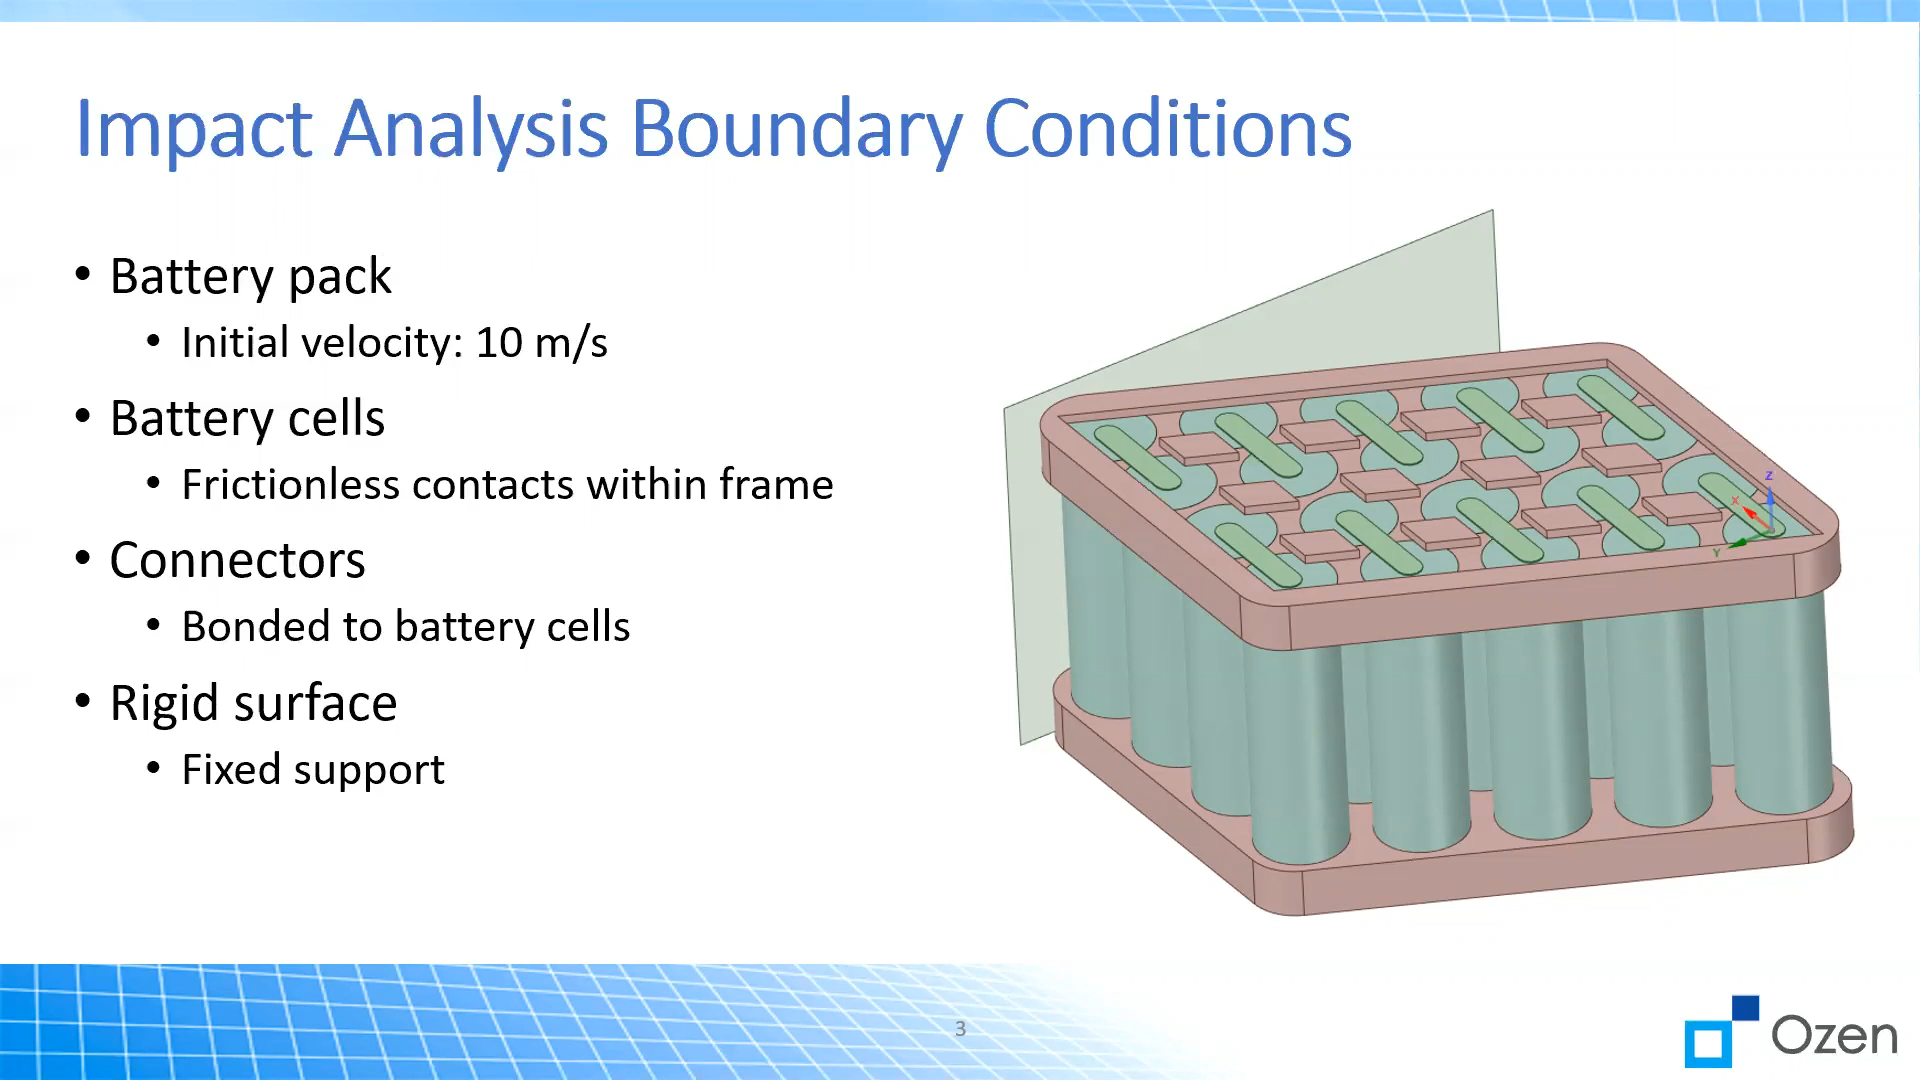 Impact Analysis Boundary Conditions
• Battery pack
• Initial velocity: 10 m/s
• Battery cells
• Frictionless contacts within frame
• Connectors
• Bonded to battery cells
• Rigid surface
• Fixed support
Z
X
Y
3
Ozen